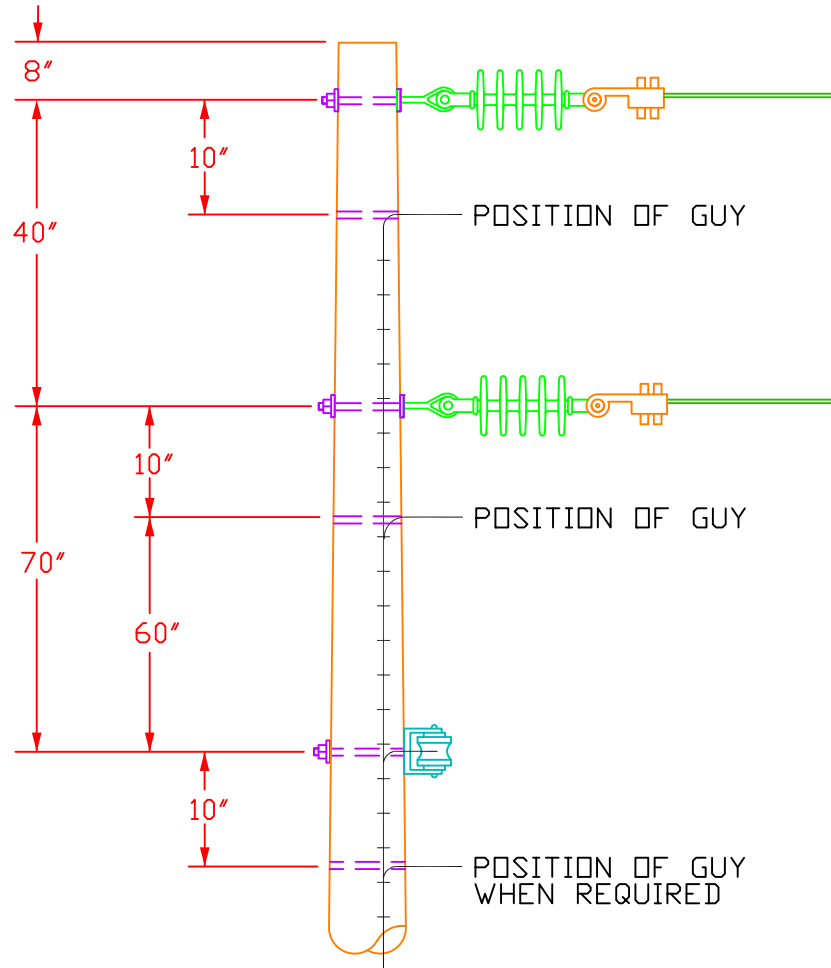 8"
10"
40"
POSITION OF GUY
10"
POSITION OF GUY
70"
60"
10"
POSITION OF GUY
WHEN REQUIRED